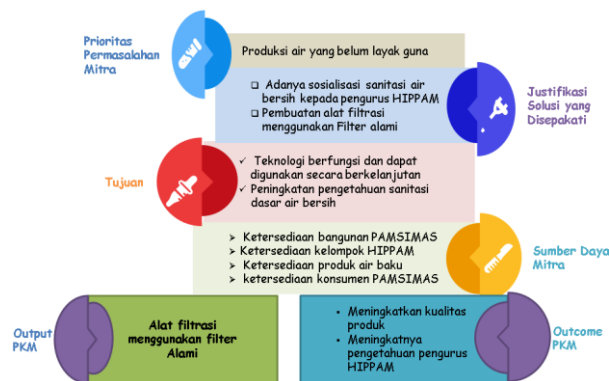 Prioritas
Permasalahan
Mitra
Produksi air yang belum layak guna
Adanya sosialisasi sanitasi air
bersih kepada pengurus HIPPAM
Pembuatan alat filtrasi
menggunakan Filter alami
Justifikasi
Solusi yang
Disepakati
Tujuan
Teknologi berfungsi dan dapat
digunakan secara berkelanjutan
Peningkatan pengetahuan sanitasi
dasar air bersih
Ketersediaan bangunan PAMSIMAS
Ketersediaan kelompok HIPPAM
Ketersediaan produk air baku
ketersediaan konsumen PAMSIMAS
Sumber Daya
Mitra
Output
PKM
Alat filtrasi
menggunakan filter
Alami
Meningkatkan kualitas
produk
Meningkatnya
pengetahuan pengurus
HIPPAM
Outcome
PKM